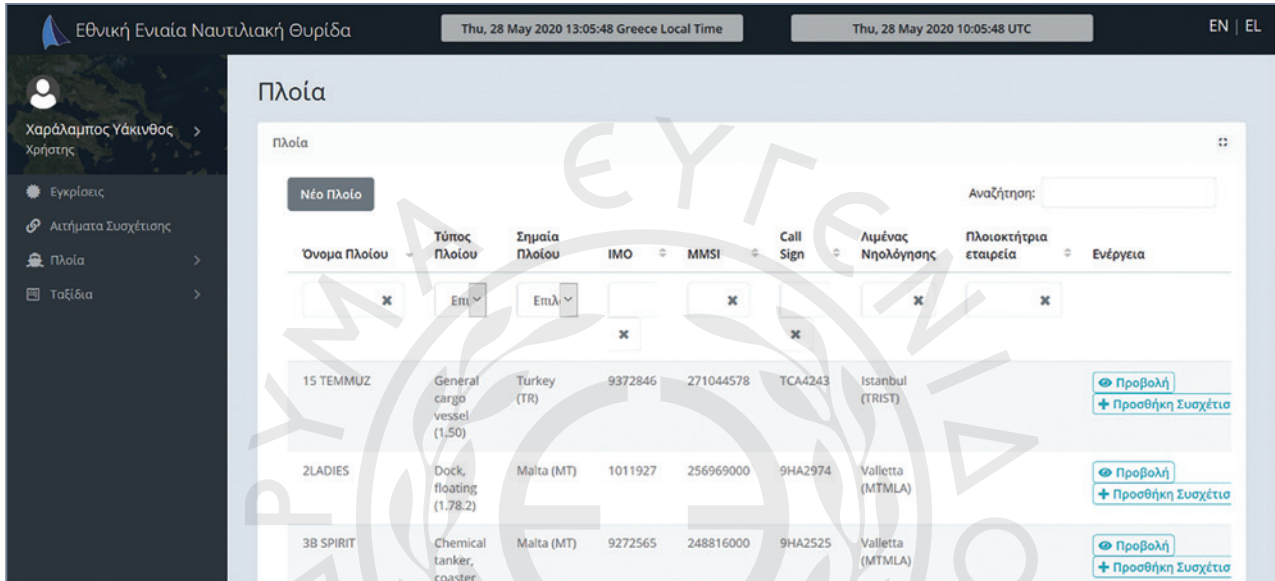 Εθνική Ενιαία Ναυτιλιακή Θυρίδα
Thu, 28 May 2020 13:05:48 Greece Local Time
Thu, 28 May 2020 10:05:48 UTC
EN | EL
Χαράλαμπος Υάκινθος
Χρήστης
Εγκρίσεις
Αιτήματα Συσχέτισης
Πλοία
Ταξίδια
Πλοία
Πλοία
Νέο Πλοίο
Αναζήτηση:
Όνομα Πλοίου
Τύπος
Πλοίου
Σημαία
Πλοίου
IMO
MMSI
Call
Sign
Λιμένας
Νηολόγησης
Πλοιοκτήτρια
εταιρεία
Ενέργεια
Επι
Επιλ
15 TEMMUZ
General
cargo
vessel
(1.50)
Turkey
(TR)
9372846
271044578
TCA4243
Istanbul
(TRIST)
Προβολή
Προσθήκη Συσχέτισ
2LADIES
Dock,
floating
(1.78.2)
Malta (MT)
1011927
256969000
9HA2974
Valletta
(MTMLA)
Προβολή
Προσθήκη Συσχέτισ
3B SPIRIT
Chemical
tanker,
coaster
Malta (MT)
9272565
248816000
9HA2525
Valletta
(MTMLA)
Προβολή
Προσθήκη Συσχέτισ